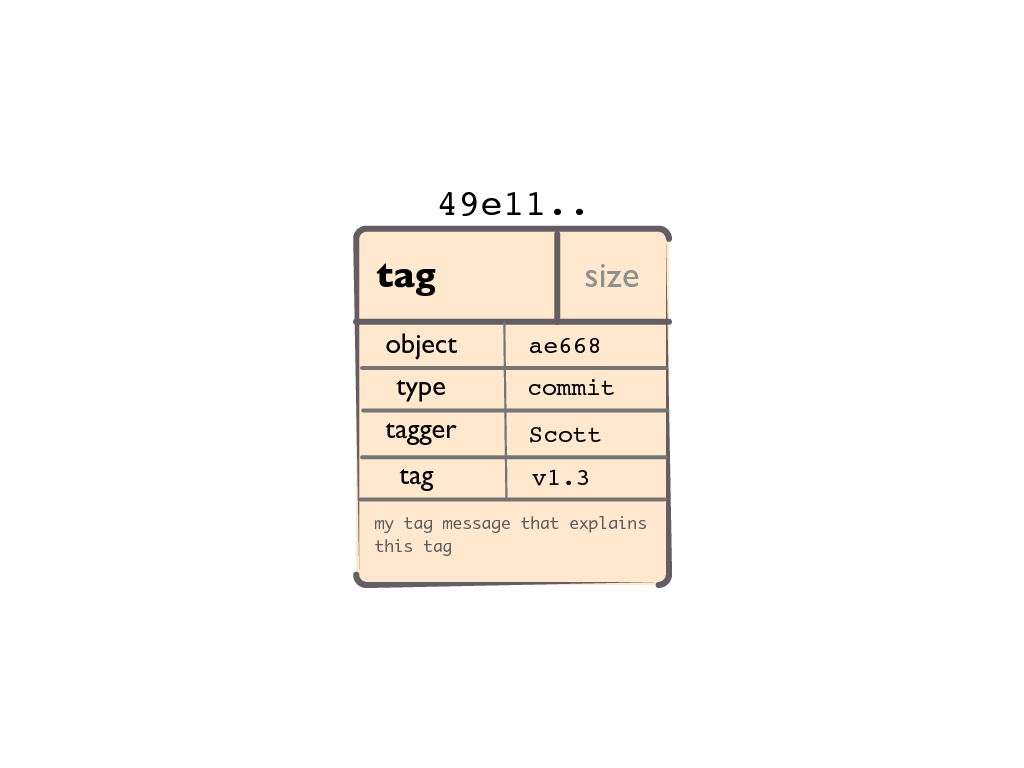 49e11..
tag size
object ae668
type commit
tagger Scott
tag v1.3
my tag message that explains
this tag